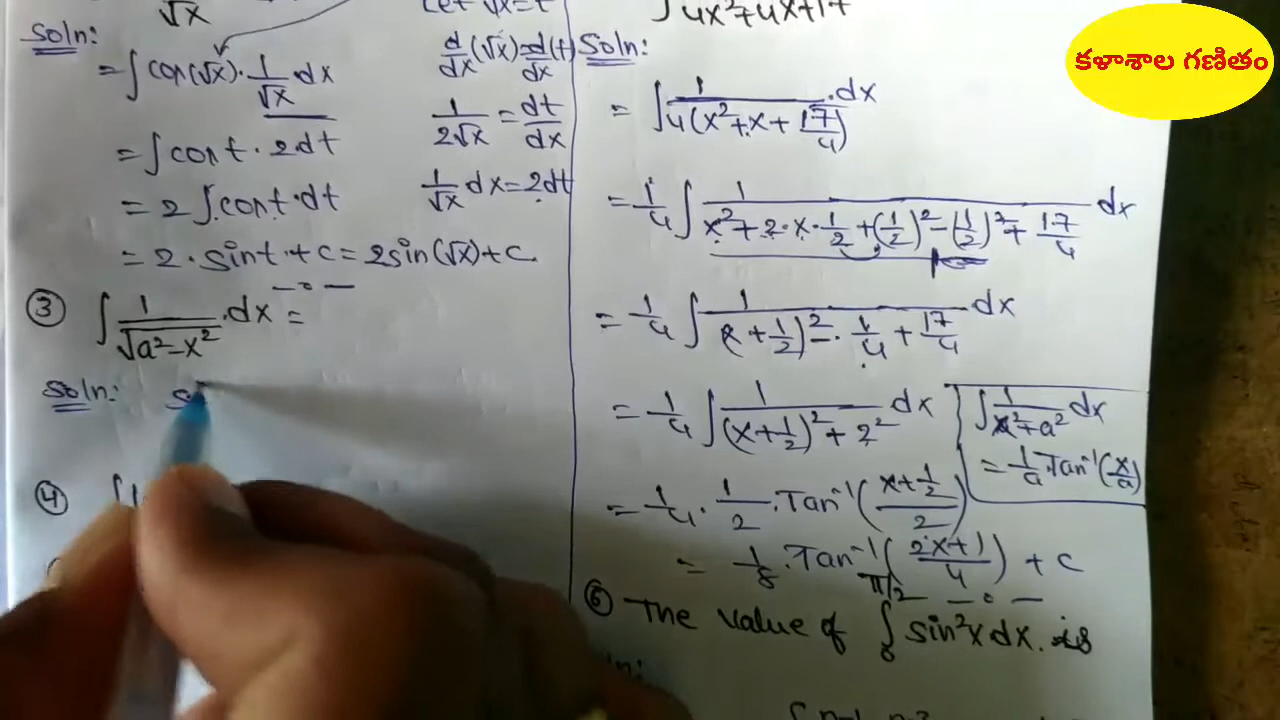 √x
Let √x=t
Soln:
= ∫ cos(√x)· 1/√x dx
d/dx (√x) = d/dx (t)
= ∫ cos t · 2dt
1/2√x = dt/dx
= 2 ∫ cos t · dt
1/√x dx = 2dt
= 2 · sin t + c = 2sin(√x)+c
③ ∫ 1/√a²-x² · dx =
Soln: s
④ ∫
∫ 4x²+4x+17
Soln:
= ∫ 1/4(x²+x+17/4) · dx
= 1/4 ∫ 1/x²+2·x·1/2+(1/2)²-(1/2)²+17/4 dx
= 1/4 ∫ 1/(x+1/2)²-1/4+17/4 dx
= 1/4 ∫ 1/(x+1/2)²+2² dx
∫ 1/x²+a² dx
= 1/a · Tan⁻¹(x/a)
= 1/4 · 1/2 · Tan⁻¹(x+1/2/2)
= 1/8 · Tan⁻¹(2x+1/4) + c
⑥ The value of ∫₀^π/2 sin²x dx. is
ln:
కళాశాల గణితం